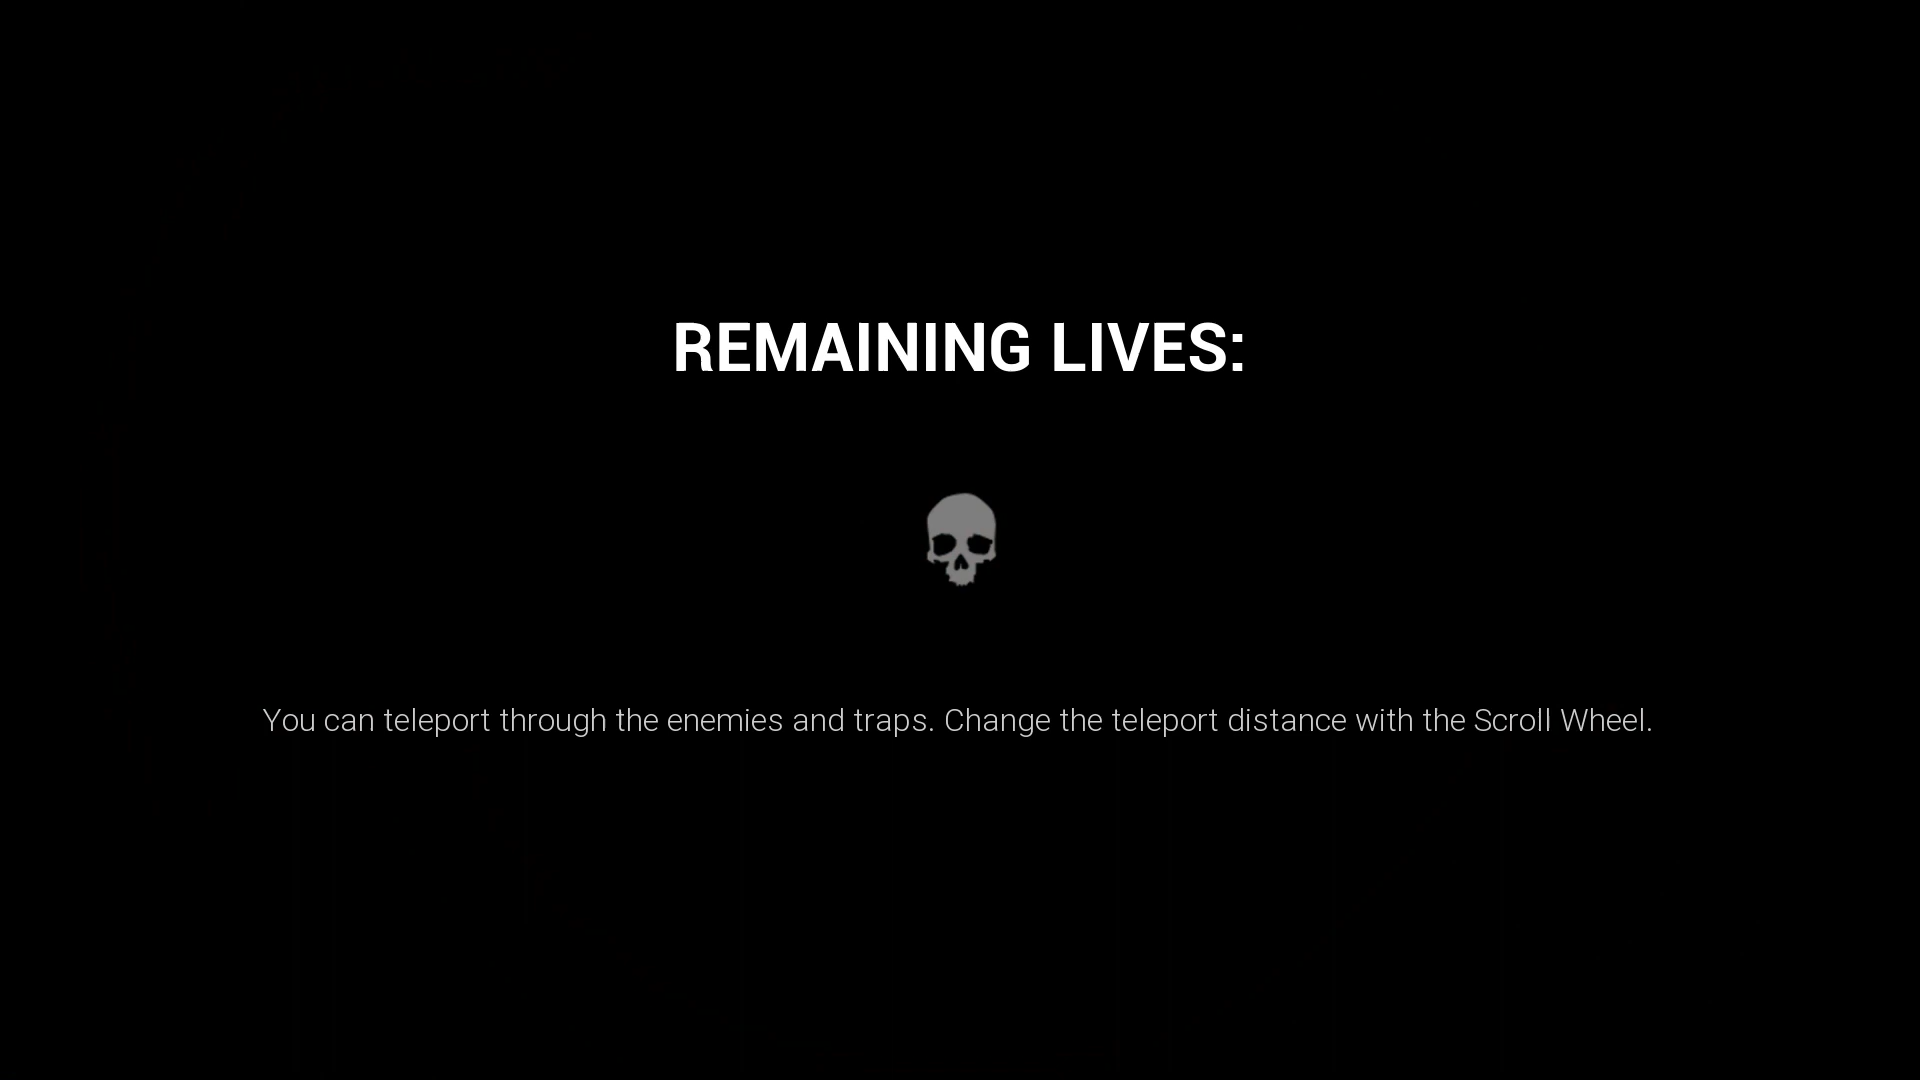 REMAINING LIVES:
You can teleport through the enemies and traps. Change the teleport distance with the Scroll Wheel.